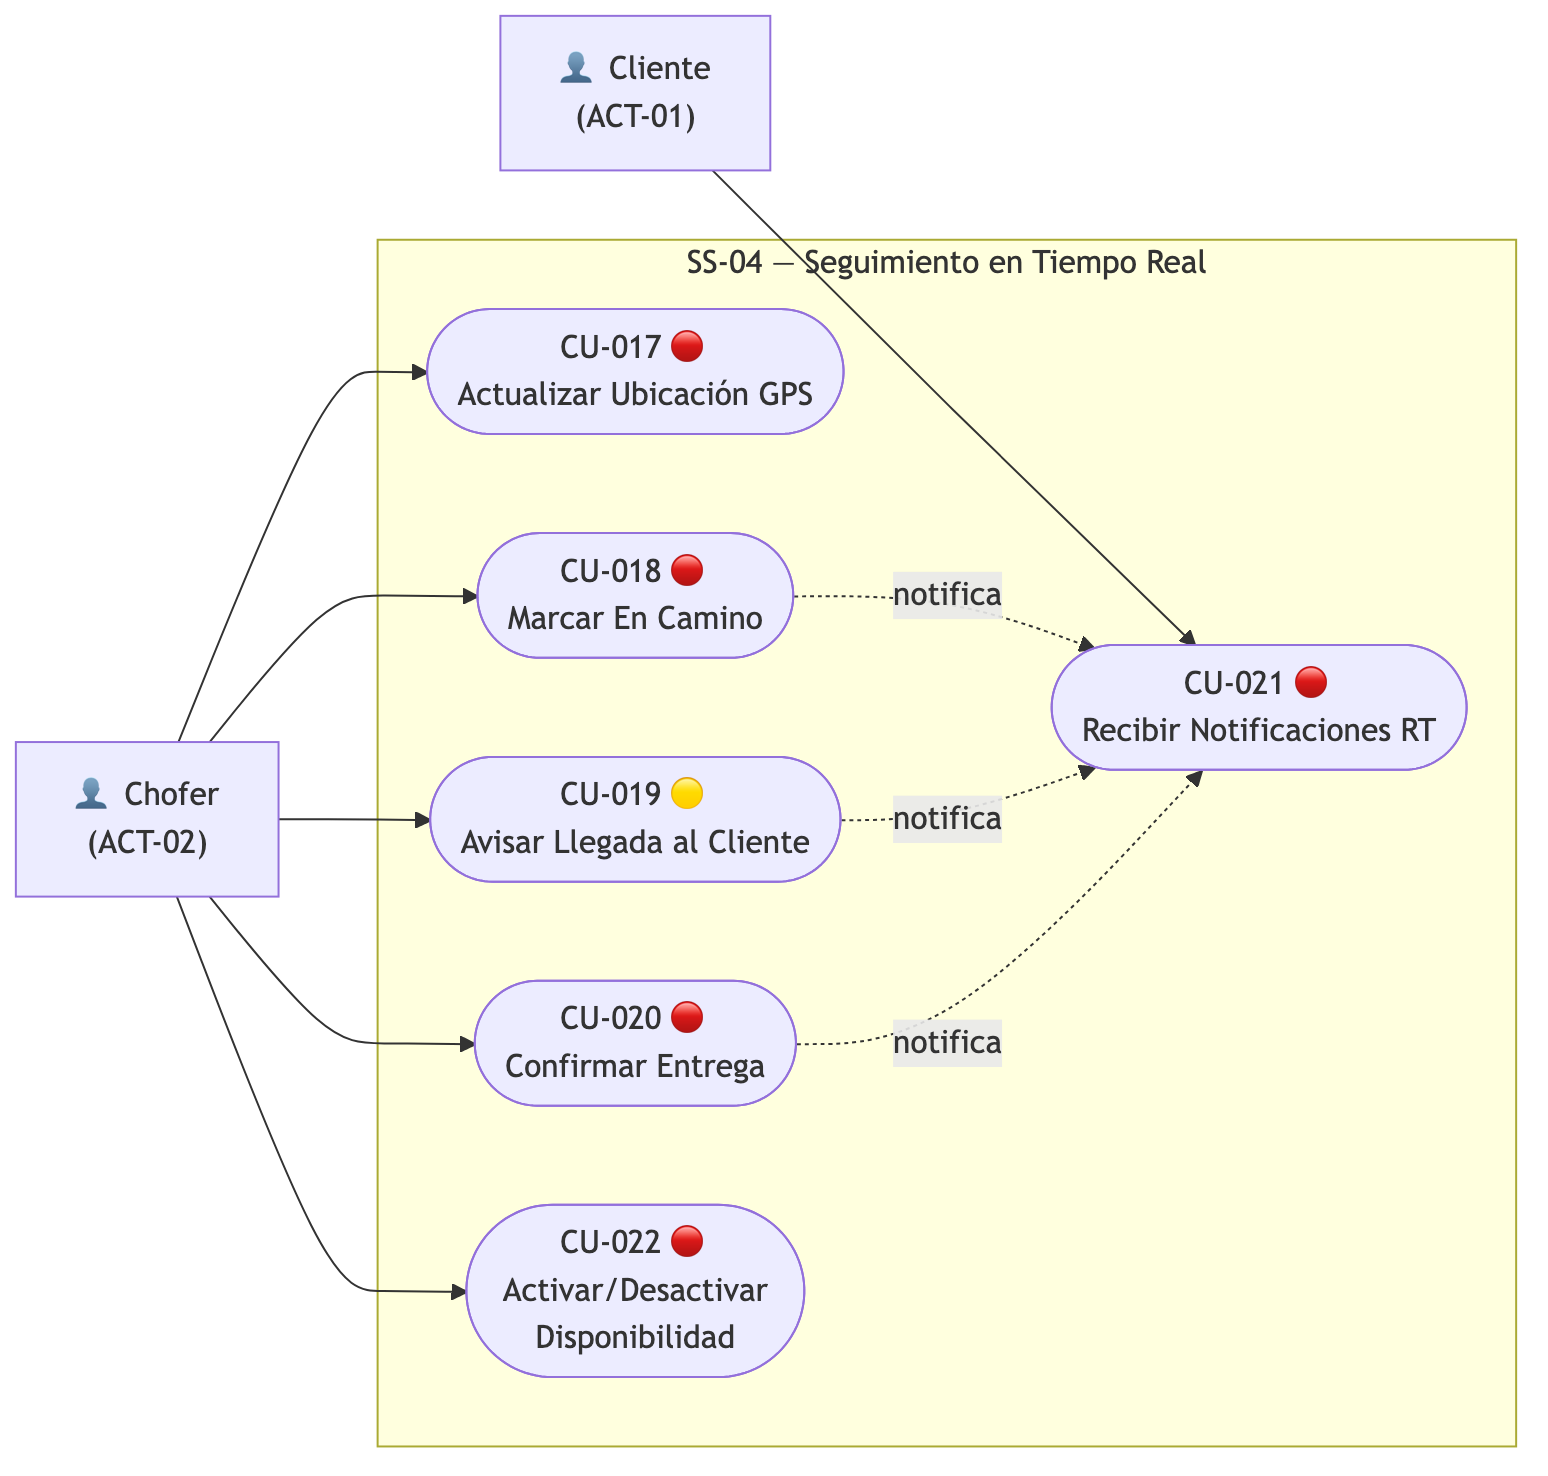 Cliente
(ACT-01)
SS-04 — Seguimiento en Tiempo Real
CU-017
Actualizar Ubicación GPS
CU-018
Marcar En Camino
notifica
CU-021
Recibir Notificaciones RT
Chofer
(ACT-02)
CU-019
Avisar Llegada al Cliente
notifica
CU-020
Confirmar Entrega
notifica
CU-022
Activar/Desactivar
Disponibilidad